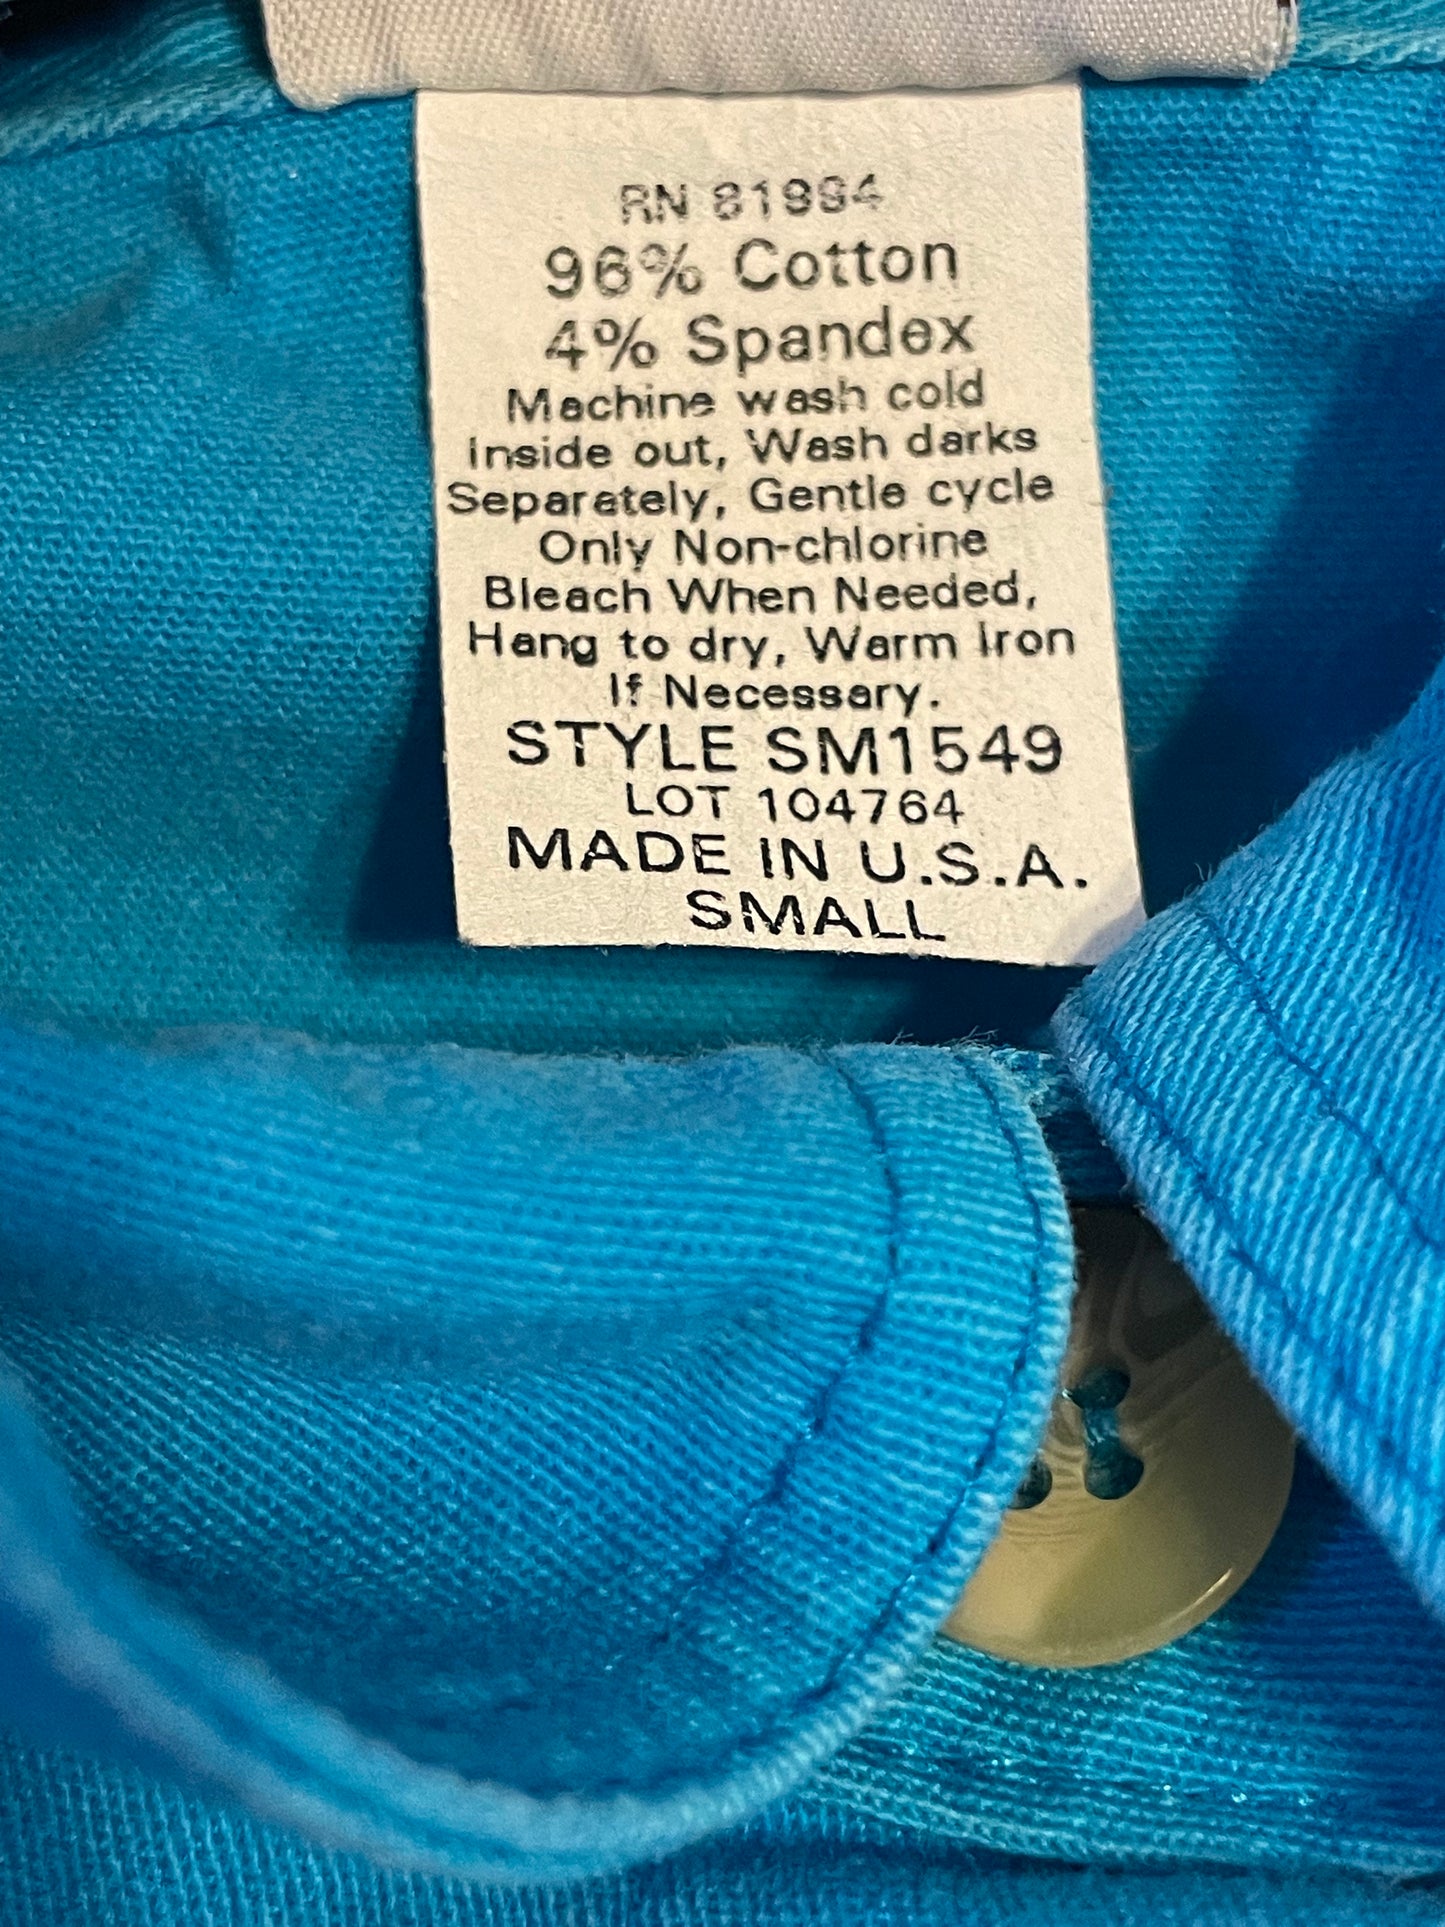 RN 81994
96% Cotton
4% Spandex
Machine wash cold
Inside out, Wash darks
Separately, Gentle cycle
Only Non-chlorine
Bleach When Needed,
Hang to dry, Warm Iron
If Necessary.
STYLE SM1549
LOT 104764
MADE IN U.S.A.
SMALL